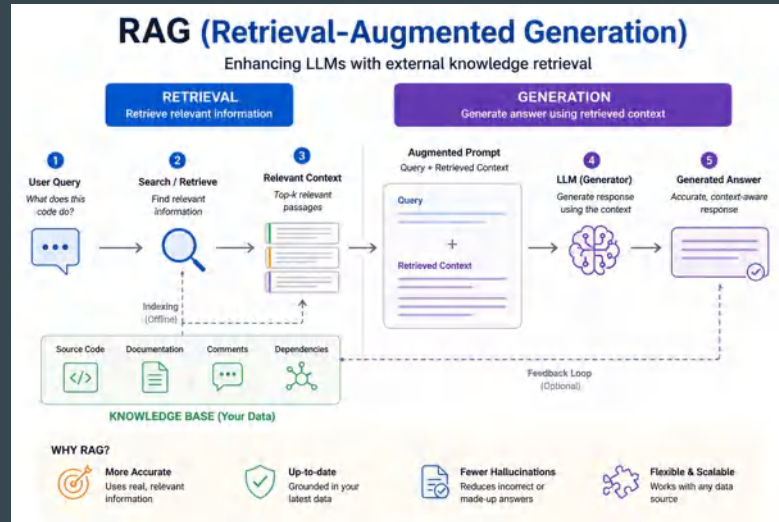 RAG (Retrieval-Augmented Generation)
Enhancing LLMs with external knowledge retrieval
RETRIEVAL
Retrieve relevant information
GENERATION
Generate answer using retrieved context
1
User Query
What does this
code do?
2
Search / Retrieve
Find relevant
information
3
Relevant Context
Top-k relevant
passages
Augmented Prompt
Query + Retrieved Context
Query
+
Retrieved Context
4
LLM (Generator)
Generate response
using the context
5
Generated Answer
Accurate, context-aware
response
Indexing
(Offline)
Source Code
</>
Documentation
Comments
Dependencies
KNOWLEDGE BASE (Your Data)
Feedback Loop
(Optional)
WHY RAG?
More Accurate
Uses real, relevant
information
Up-to-date
Grounded in your
latest data
Fewer Hallucinations
Reduces incorrect or
made-up answers
Flexible & Scalable
Works with any data
source